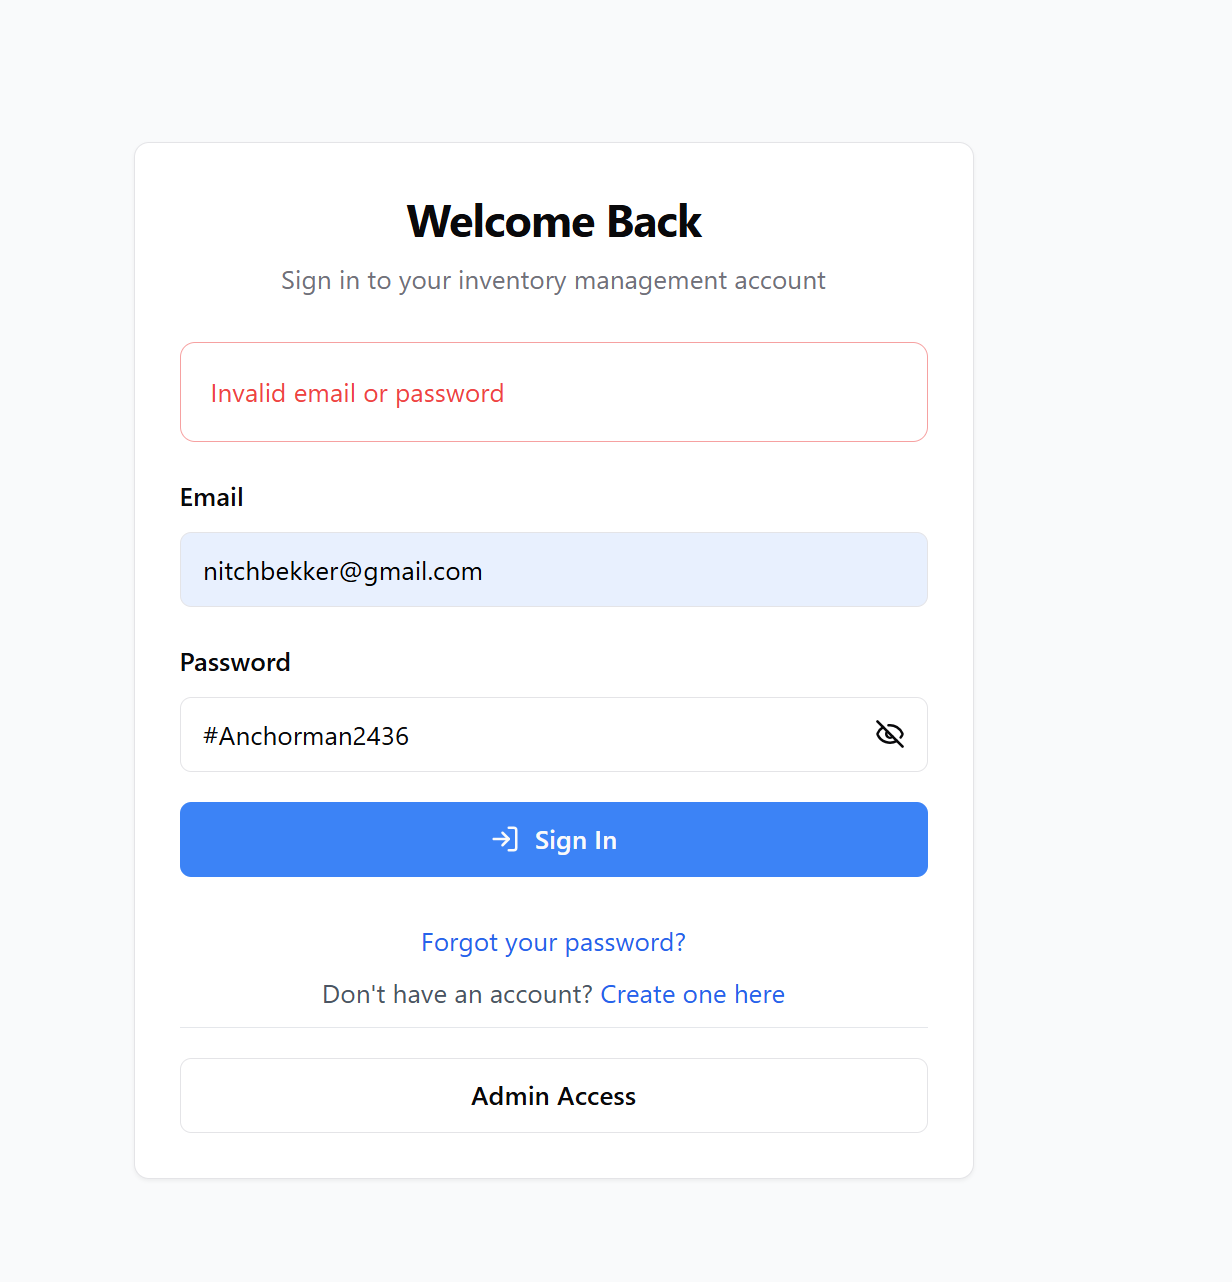 Welcome Back
Sign in to your inventory management account
Invalid email or password
Email
nitchbekker@gmail.com
Password
#Anchorman2436
Sign In
Forgot your password?
Don't have an account? Create one here
Admin Access